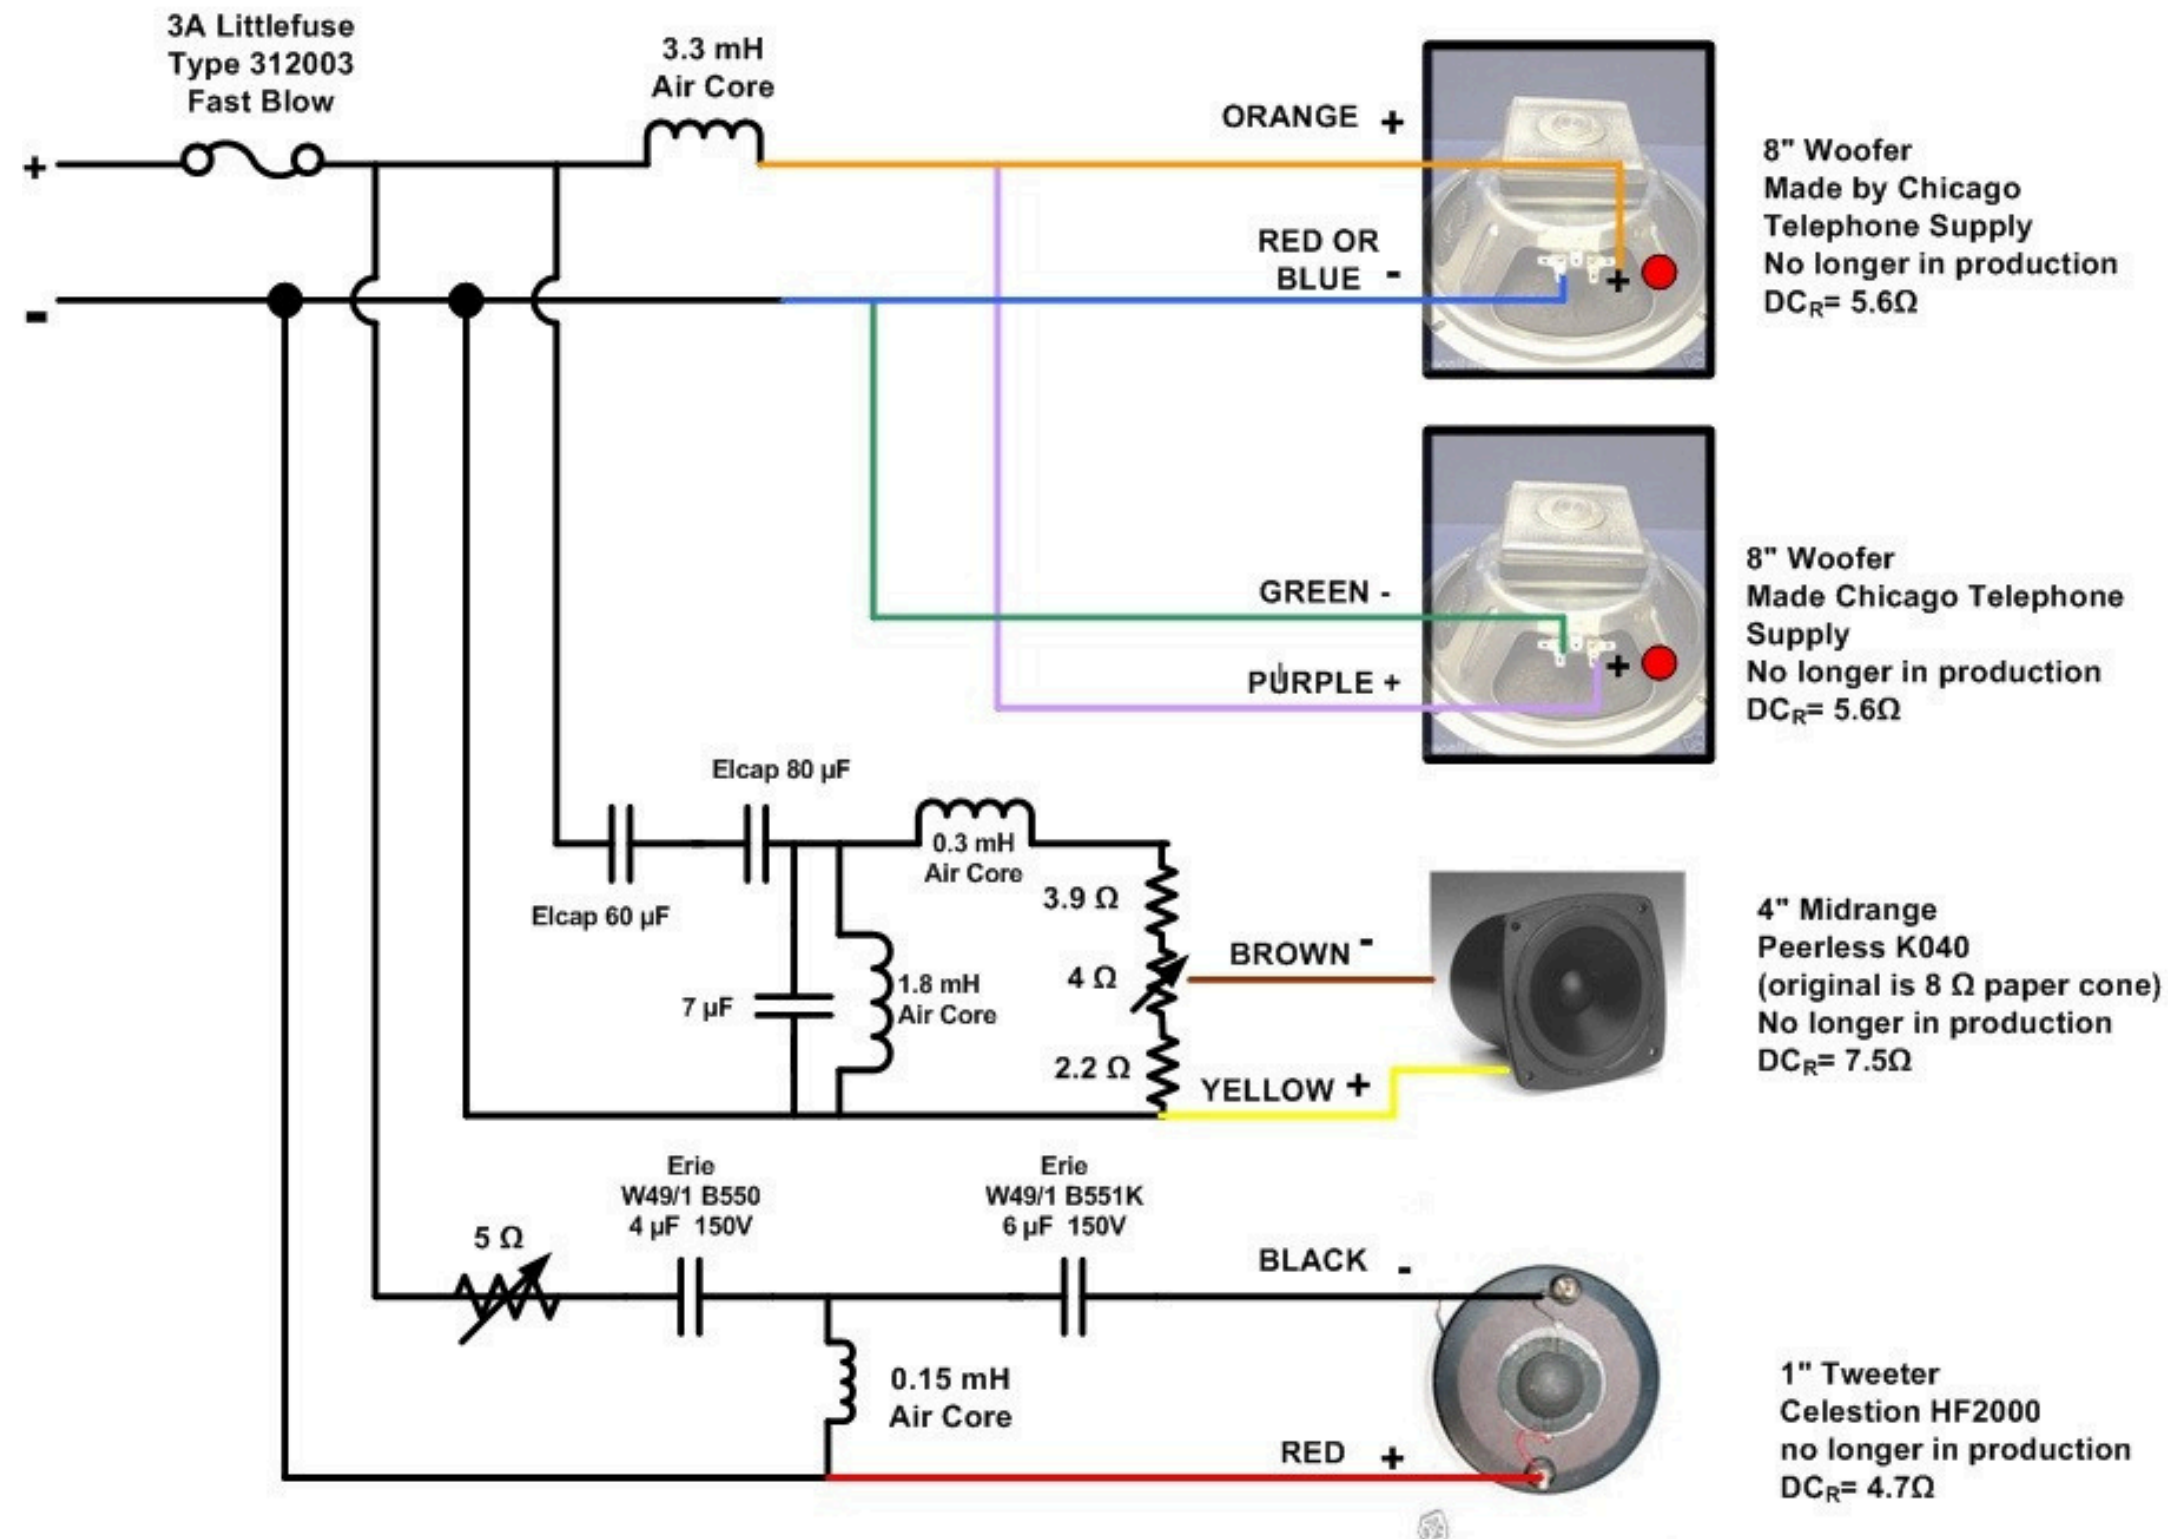 3A Littlefuse
Type 312003
Fast Blow
3.3 mH
Air Core
+
-
ORANGE +
RED OR
BLUE -
+
8" Woofer
Made by Chicago
Telephone Supply
No longer in production
DCR= 5.6Ω
GREEN -
PURPLE +
+
8" Woofer
Made Chicago Telephone
Supply
No longer in production
DCR= 5.6Ω
Elcap 80 µF
Elcap 60 µF
0.3 mH
Air Core
3.9 Ω
4 Ω
2.2 Ω
7 µF
1.8 mH
Air Core
BROWN -
YELLOW +
4" Midrange
Peerless K040
(original is 8 Ω paper cone)
No longer in production
DCR= 7.5Ω
5 Ω
Erie
W49/1 B550
4 µF 150V
Erie
W49/1 B551K
6 µF 150V
BLACK -
0.15 mH
Air Core
RED +
1" Tweeter
Celestion HF2000
no longer in production
DCR= 4.7Ω